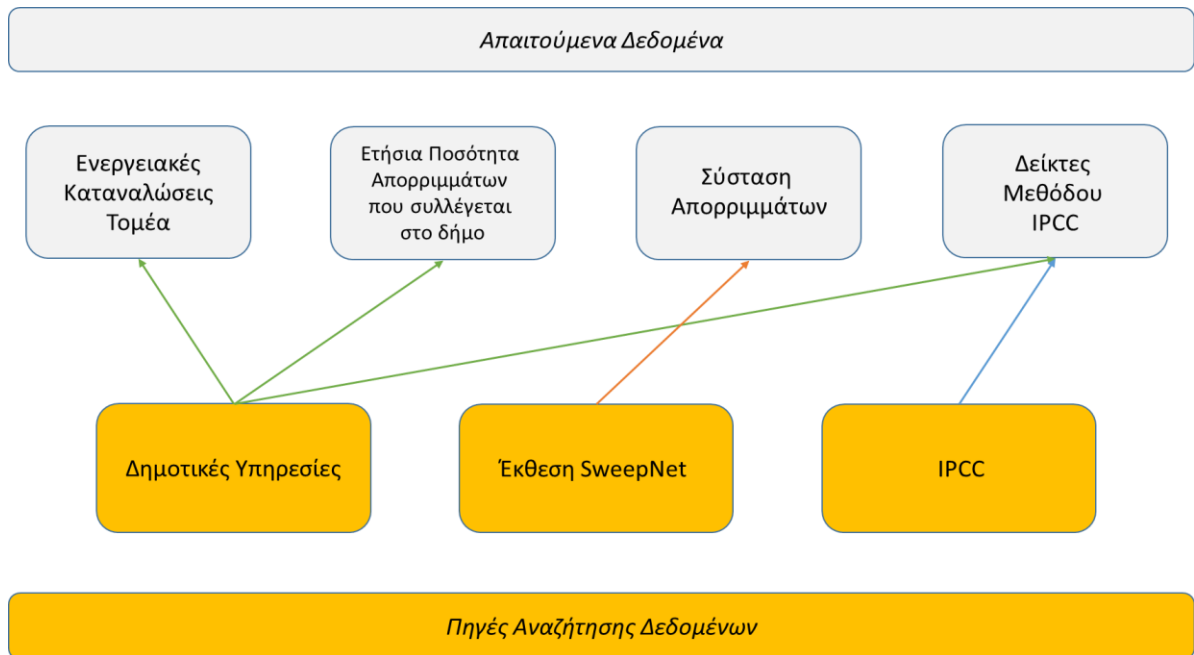 Απαιτούμενα Δεδομένα
Ενεργειακές
Καταναλώσεις
Τομέα
Ετήσια Ποσότητα
Απορριμμάτων
που συλλέγεται
στο δήμο
Σύσταση
Απορριμμάτων
Δείκτες
Μεθόδου
IPCC
Δημοτικές Υπηρεσίες
Έκθεση SweepNet
IPCC
Πηγές Αναζήτησης Δεδομένων